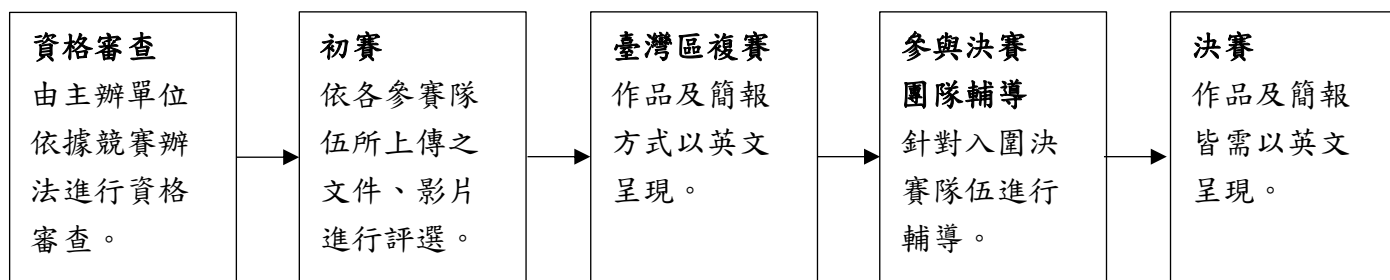 資格審查
由主辦單位
依據競賽辦
法進行資格
審查。
初賽
依各參賽隊
伍所上傳之
文件、影片
進行評選。
臺灣區複賽
作品及簡報
方式以英文
呈現。
參與決賽
團隊輔導
針對入圍決
賽隊伍進行
輔導。
決賽
作品及簡報
皆需以英文
呈現。